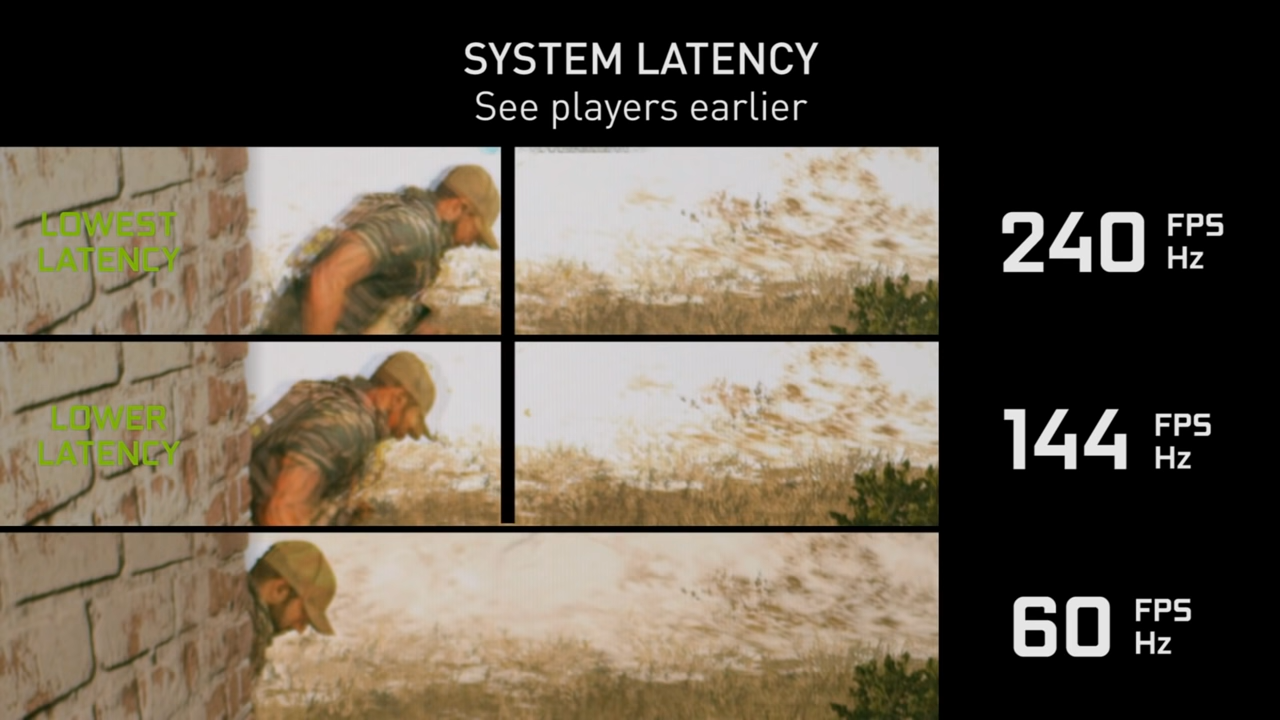 SYSTEM LATENCY
See players earlier
LOWEST
LATENCY
240 FPS
Hz
LOWER
LATENCY
144 FPS
Hz
60 FPS
Hz